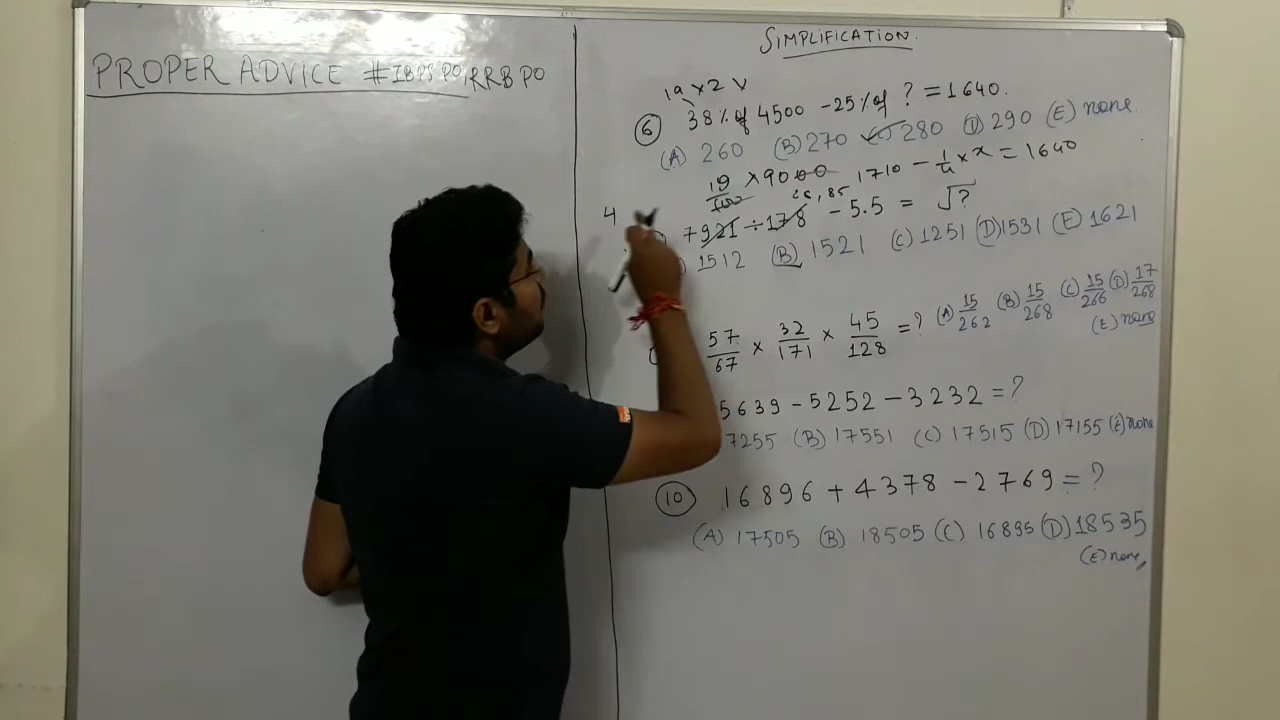 SIMPLIFICATION.
PROPER ADVICE #IBPS PO, RRB PO
19 x 2
6 38% of 4500 - 25% of ? = 1640.
(A) 260 (B) 270 (C) 280 (D) 290 (E) none
19/100 x 9000 1710 - 1/4 x x = 1640
4
7921 ÷ 178 - 5.5 = √?
1512 (B) 1521 (C) 1251 (D) 1531 (E) 1621
57/67 x 32/171 x 45/128 = ? (A) 15/262 (B) 15/268 (C) 15/266 (D) 17/268
(E) none
5639 - 5252 - 3232 = ?
7255 (B) 17551 (C) 17515 (D) 17155 (E) none
10 16896 + 4378 - 2769 = ?
(A) 17505 (B) 18505 (C) 16895 (D) 18535
(E) none